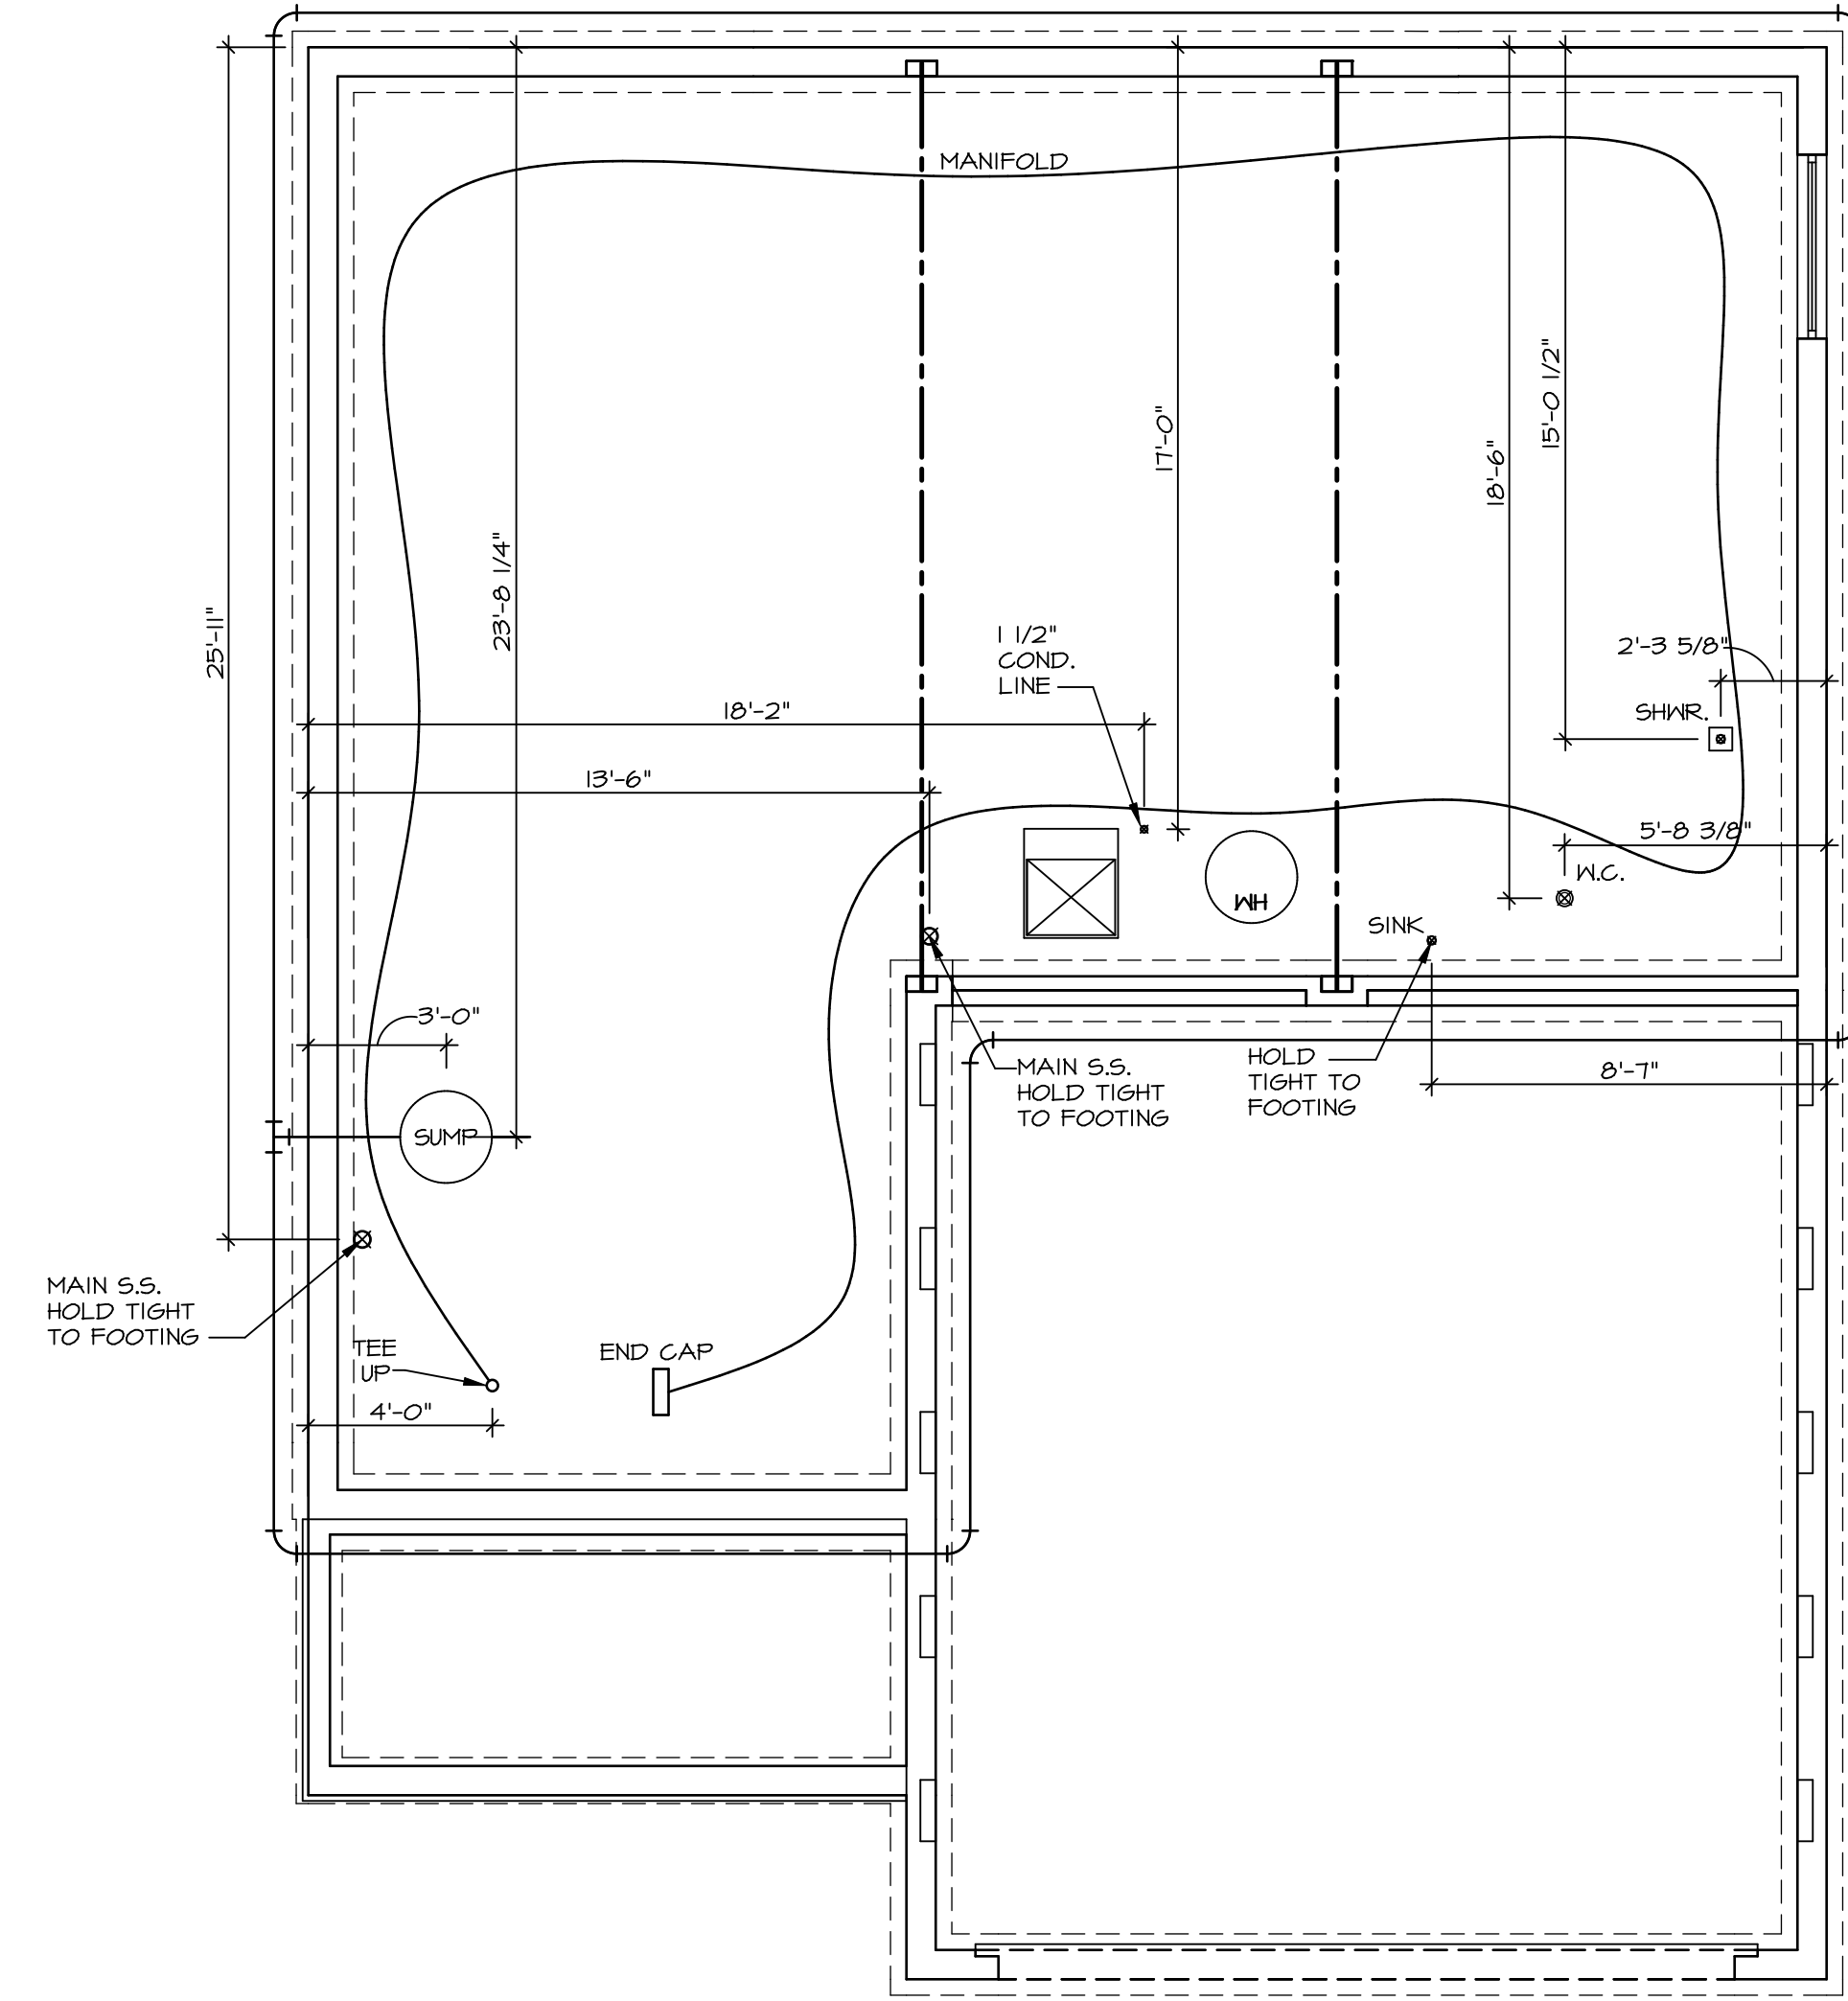 MANIFOLD
15'-0 1/2"
17'-0"
18'-6"
23'-8 1/4"
25'-11"
1 1/2"
COND.
LINE
2'-3 5/8"
SHWR.
18'-2"
13'-6"
5'-8 3/8"
W.C.
WH
SINK
3'-0"
MAIN S.S.
HOLD TIGHT
TO FOOTING
HOLD
TIGHT TO
FOOTING
8'-7"
SUMP
MAIN S.S.
HOLD TIGHT
TO FOOTING
TEE
UP
END CAP
4'-0"